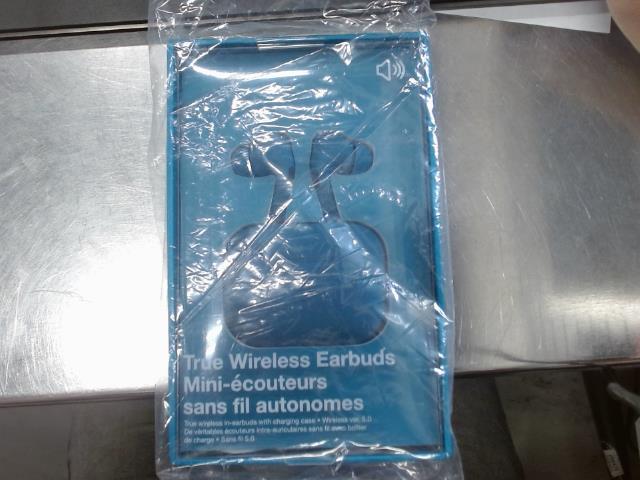 True Wireless Earbuds
Mini-écouteurs
sans fil autonomes
True wireless in-earbuds with charging case • Wireless ver. 5.0
De véritables écouteurs intra-auriculaires sans fil avec boîtier
de charge • Sans fil 5.0